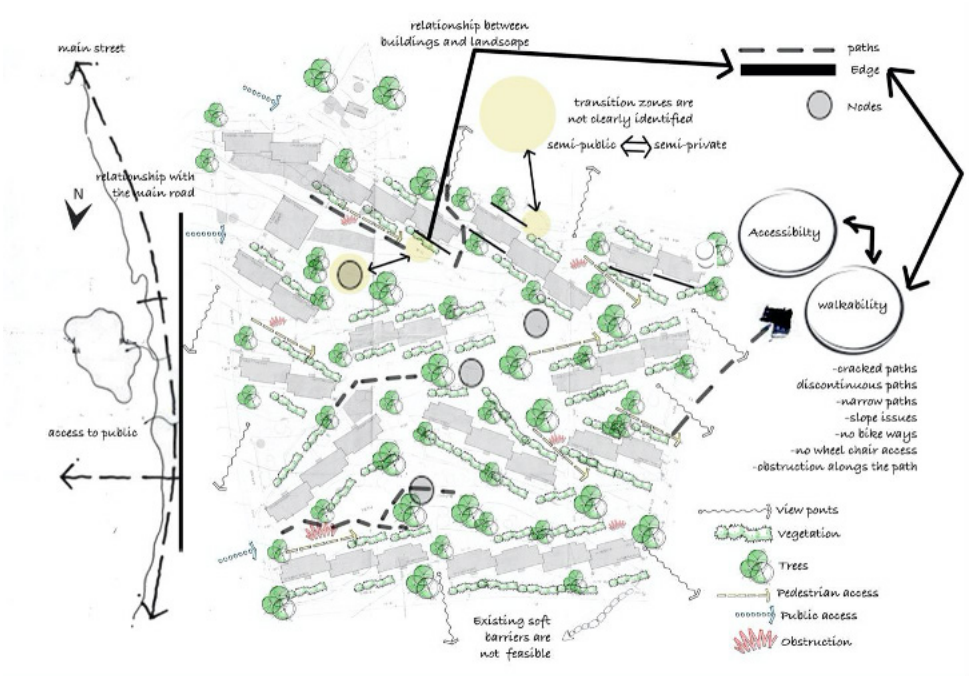 relationship between
buildings and landscape
main street
paths
Edge
Nodes
transition zones are
not clearly identified
semi-public
semi-private
relationship with
the main road
N
Accessibilty
walkability
-cracked paths
discontinuous paths
-narrow paths
-slope issues
-no bike ways
-no wheel chair access
-obstruction alongs the path
access to public
View ponts
Vegetation
Trees
Pedestrian access
Public access
Obstruction
Existing soft
barriers are
not feasible